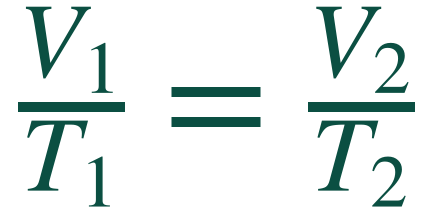 V₁/T₁ = V₂/T₂